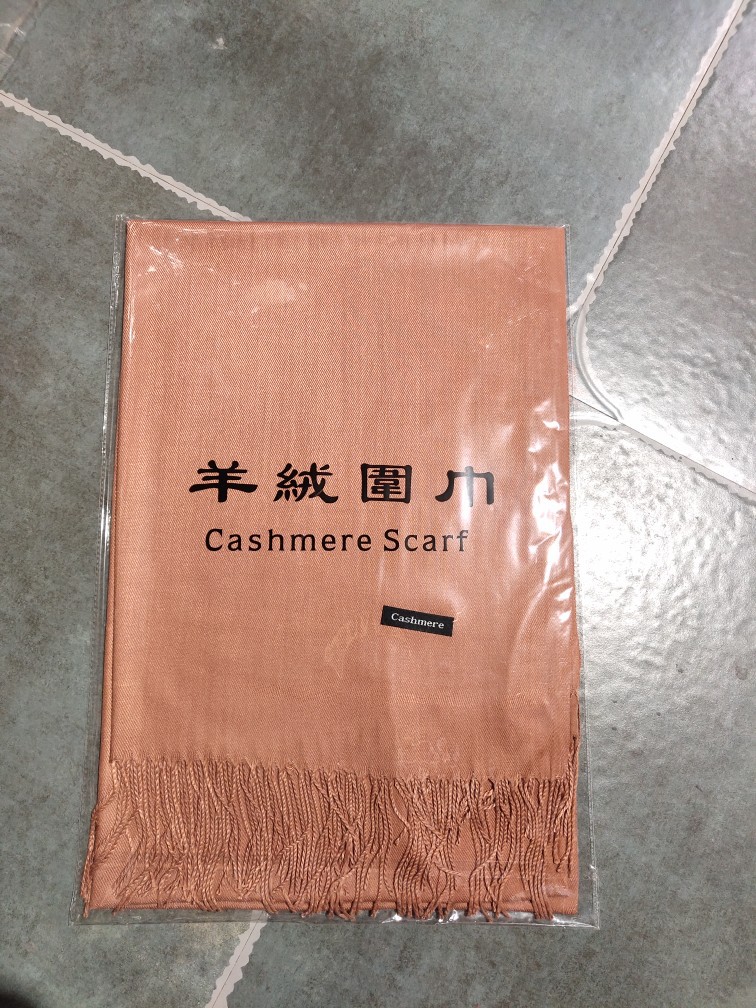 羊絨圍巾
Cashmere Scarf
Cashmere